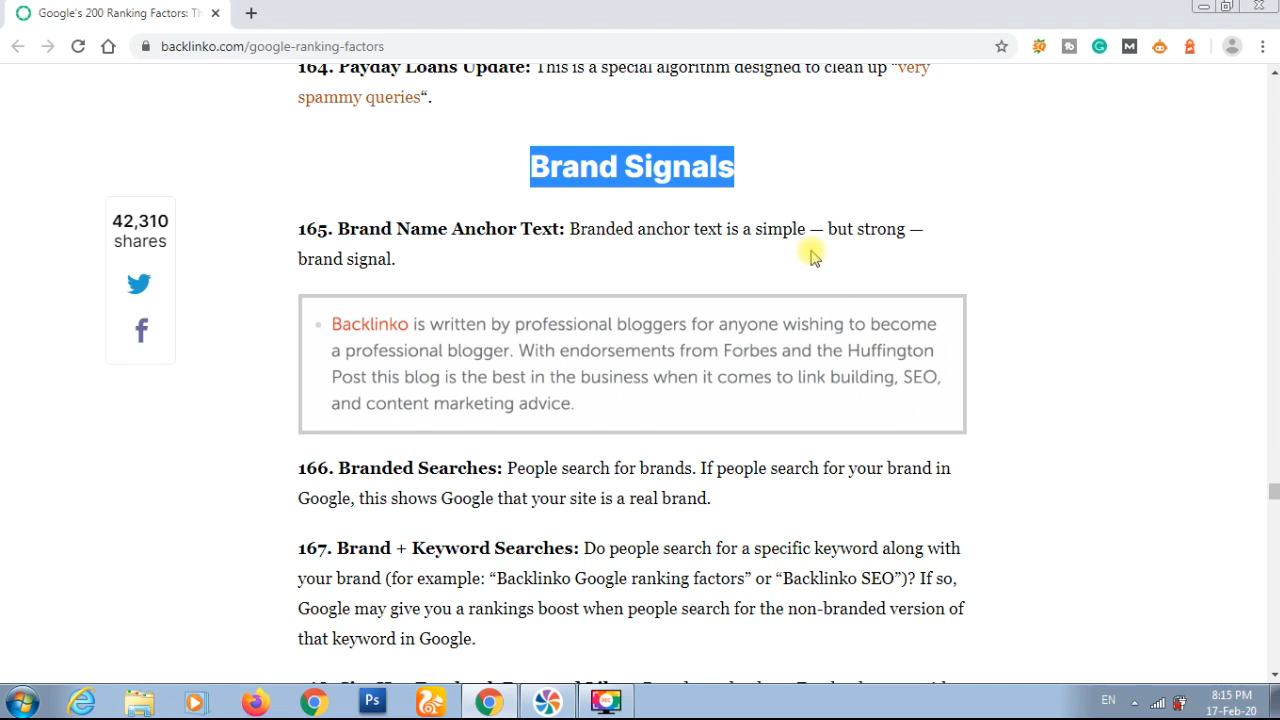 Google's 200 Ranking Factors: Th
backlinko.com/google-ranking-factors
164. Payday Loans Update: This is a special algorithm designed to clean up “very
spammy queries“.
Brand Signals
42,310
shares
165. Brand Name Anchor Text: Branded anchor text is a simple — but strong —
brand signal.
Backlinko is written by professional bloggers for anyone wishing to become
a professional blogger. With endorsements from Forbes and the Huffington
Post this blog is the best in the business when it comes to link building, SEO,
and content marketing advice.
166. Branded Searches: People search for brands. If people search for your brand in
Google, this shows Google that your site is a real brand.
167. Brand + Keyword Searches: Do people search for a specific keyword along with
your brand (for example: “Backlinko Google ranking factors” or “Backlinko SEO”)? If so,
Google may give you a rankings boost when people search for the non-branded version of
that keyword in Google.
Ps
EN
8:15 PM
17-Feb-20